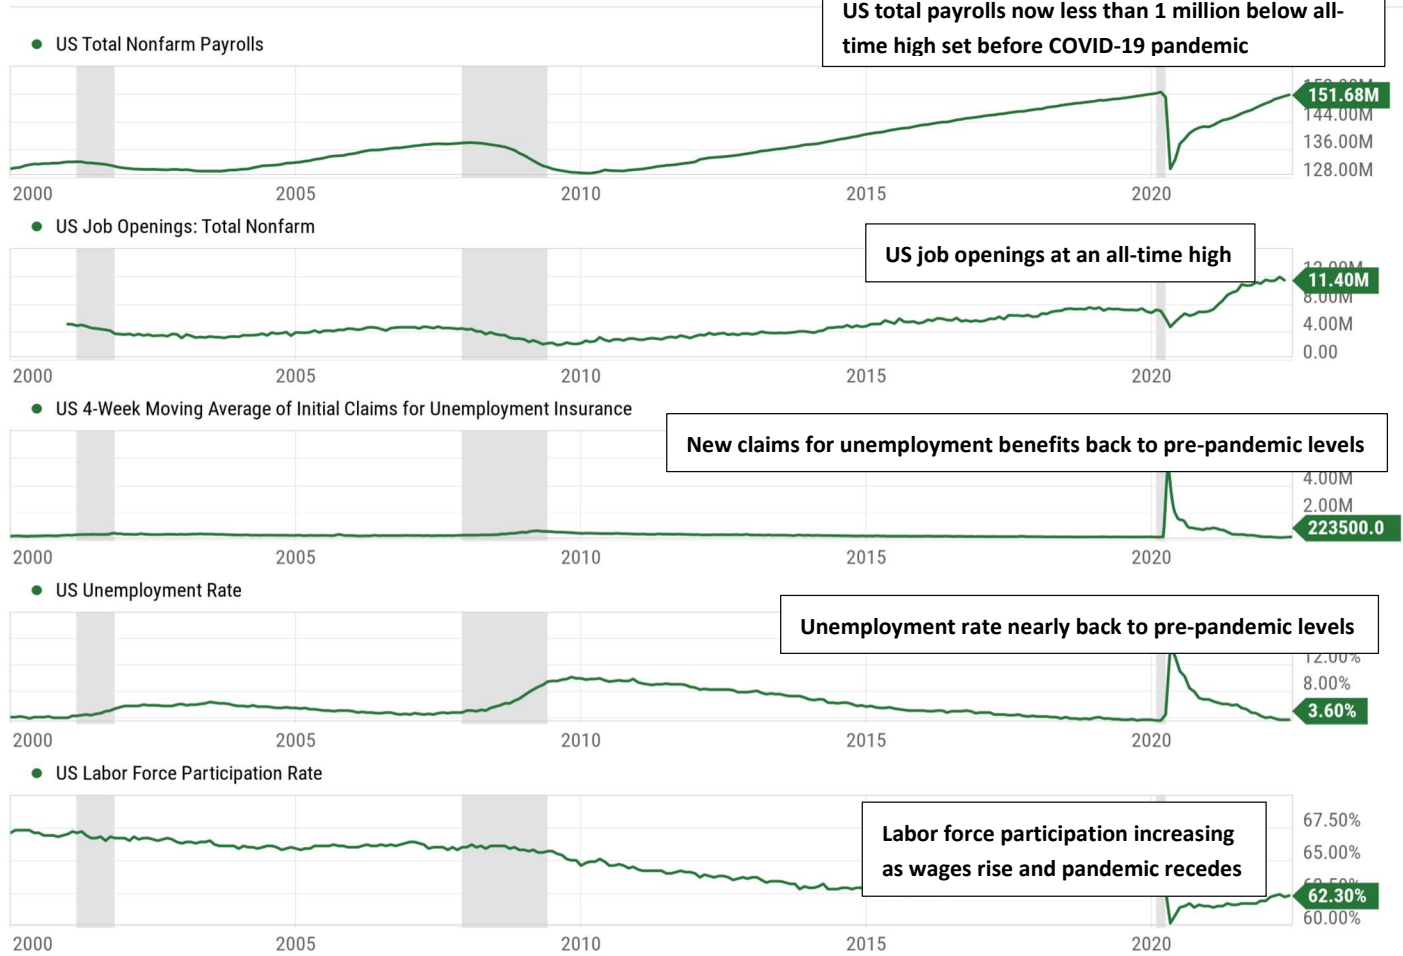 US total payrolls now less than 1 million below all-
time high set before COVID-19 pandemic
US Total Nonfarm Payrolls
151.68M
144.00M
136.00M
128.00M
2000 2005 2010 2015 2020
US Job Openings: Total Nonfarm
US job openings at an all-time high
12.00M
11.40M
8.00M
4.00M
0.00
2000 2005 2010 2015 2020
US 4-Week Moving Average of Initial Claims for Unemployment Insurance
New claims for unemployment benefits back to pre-pandemic levels
4.00M
2.00M
223500.0
2000 2005 2010 2015 2020
US Unemployment Rate
Unemployment rate nearly back to pre-pandemic levels
12.00%
8.00%
3.60%
2000 2005 2010 2015 2020
US Labor Force Participation Rate
Labor force participation increasing
as wages rise and pandemic recedes
67.50%
65.00%
62.30%
60.00%
2000 2005 2010 2015 2020